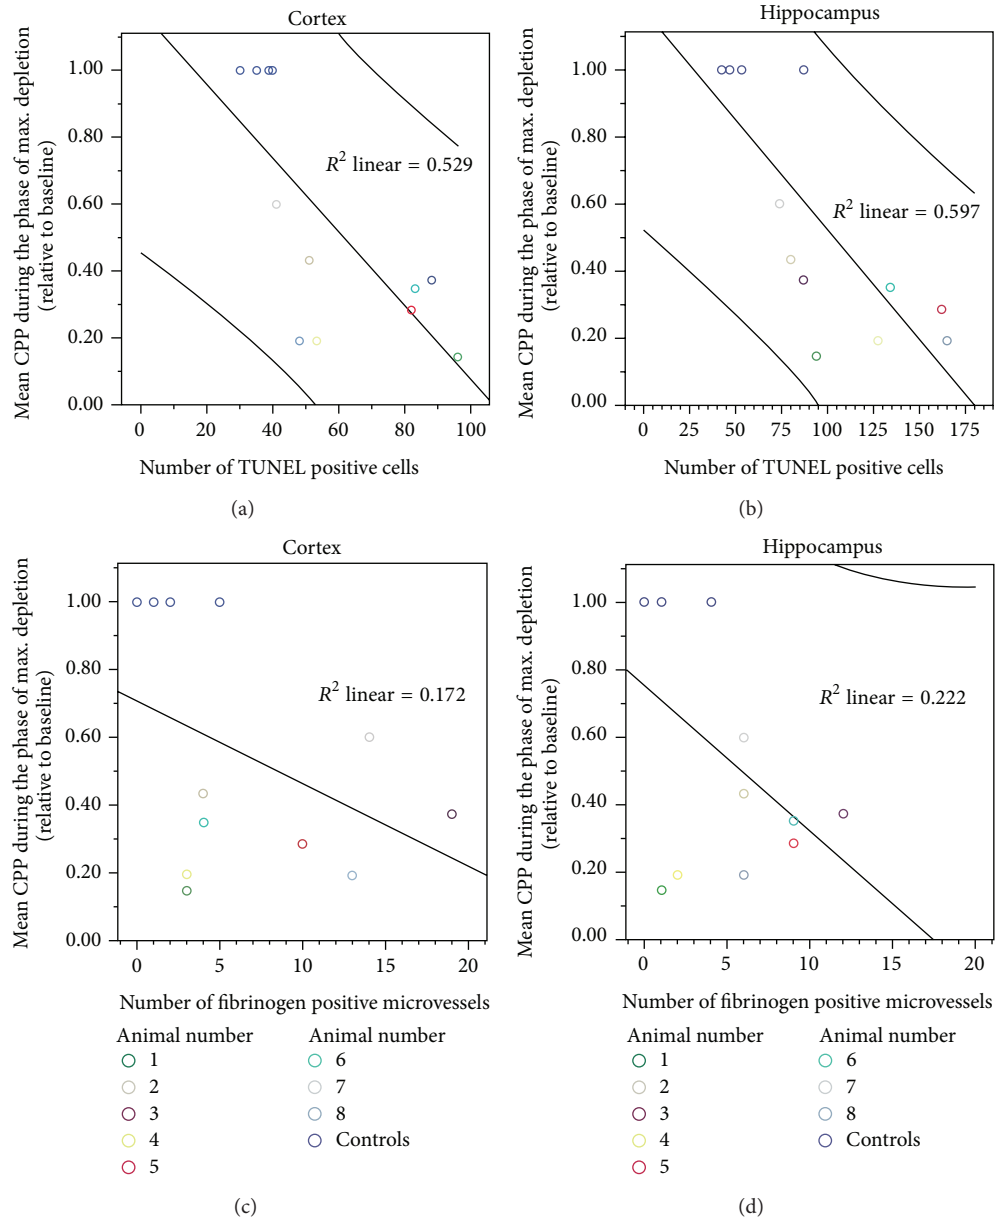 Cortex
Mean CPP during the phase of max. depletion
(relative to baseline)
1.00
0.80
0.60
0.40
0.20
0.00
R² linear = 0.529
0 20 40 60 80 100
Number of TUNEL positive cells
(a)
Hippocampus
Mean CPP during the phase of max. depletion
(relative to baseline)
1.00
0.80
0.60
0.40
0.20
0.00
R² linear = 0.597
0 25 50 75 100 125 150 175
Number of TUNEL positive cells
(b)
Cortex
Mean CPP during the phase of max. depletion
(relative to baseline)
1.00
0.80
0.60
0.40
0.20
0.00
R² linear = 0.172
0 5 10 15 20
Number of fibrinogen positive microvessels
Animal number
1
2
3
4
5
Animal number
6
7
8
Controls
(c)
Hippocampus
Mean CPP during the phase of max. depletion
(relative to baseline)
1.00
0.80
0.60
0.40
0.20
0.00
R² linear = 0.222
0 5 10 15 20
Number of fibrinogen positive microvessels
Animal number
1
2
3
4
5
Animal number
6
7
8
Controls
(d)